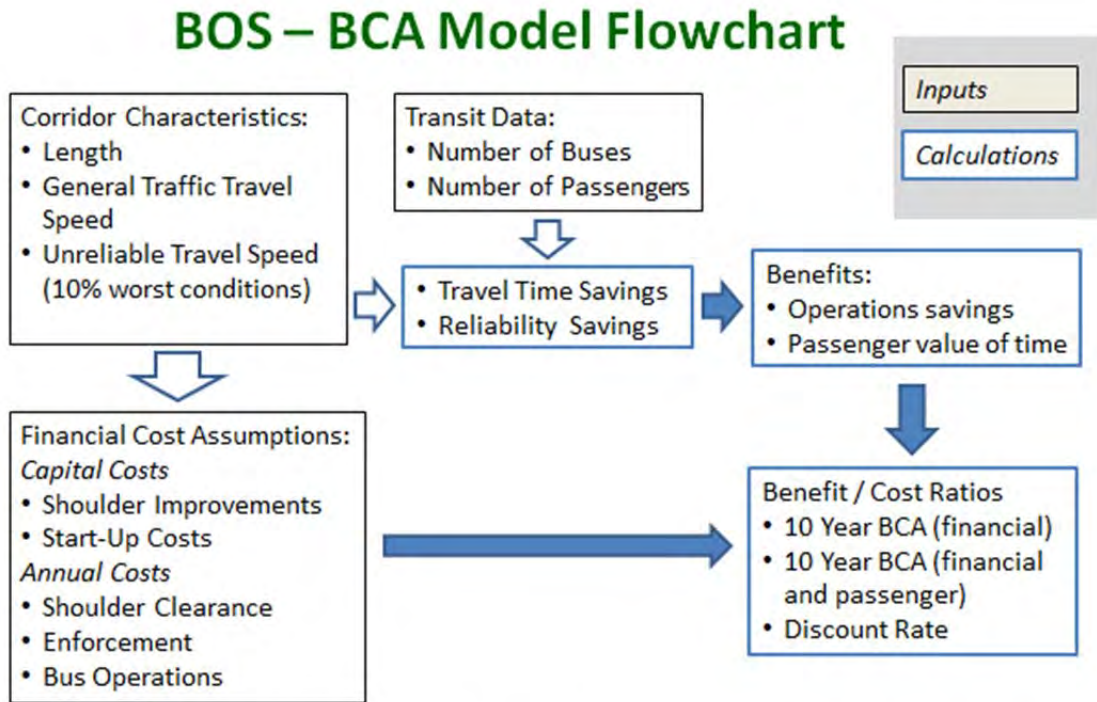 BOS – BCA Model Flowchart
Inputs
Calculations
Corridor Characteristics:
• Length
• General Traffic Travel
Speed
• Unreliable Travel Speed
(10% worst conditions)
Transit Data:
• Number of Buses
• Number of Passengers
• Travel Time Savings
• Reliability Savings
Benefits:
• Operations savings
• Passenger value of time
Financial Cost Assumptions:
Capital Costs
• Shoulder Improvements
• Start-Up Costs
Annual Costs
• Shoulder Clearance
• Enforcement
• Bus Operations
Benefit / Cost Ratios
• 10 Year BCA (financial)
• 10 Year BCA (financial
and passenger)
• Discount Rate